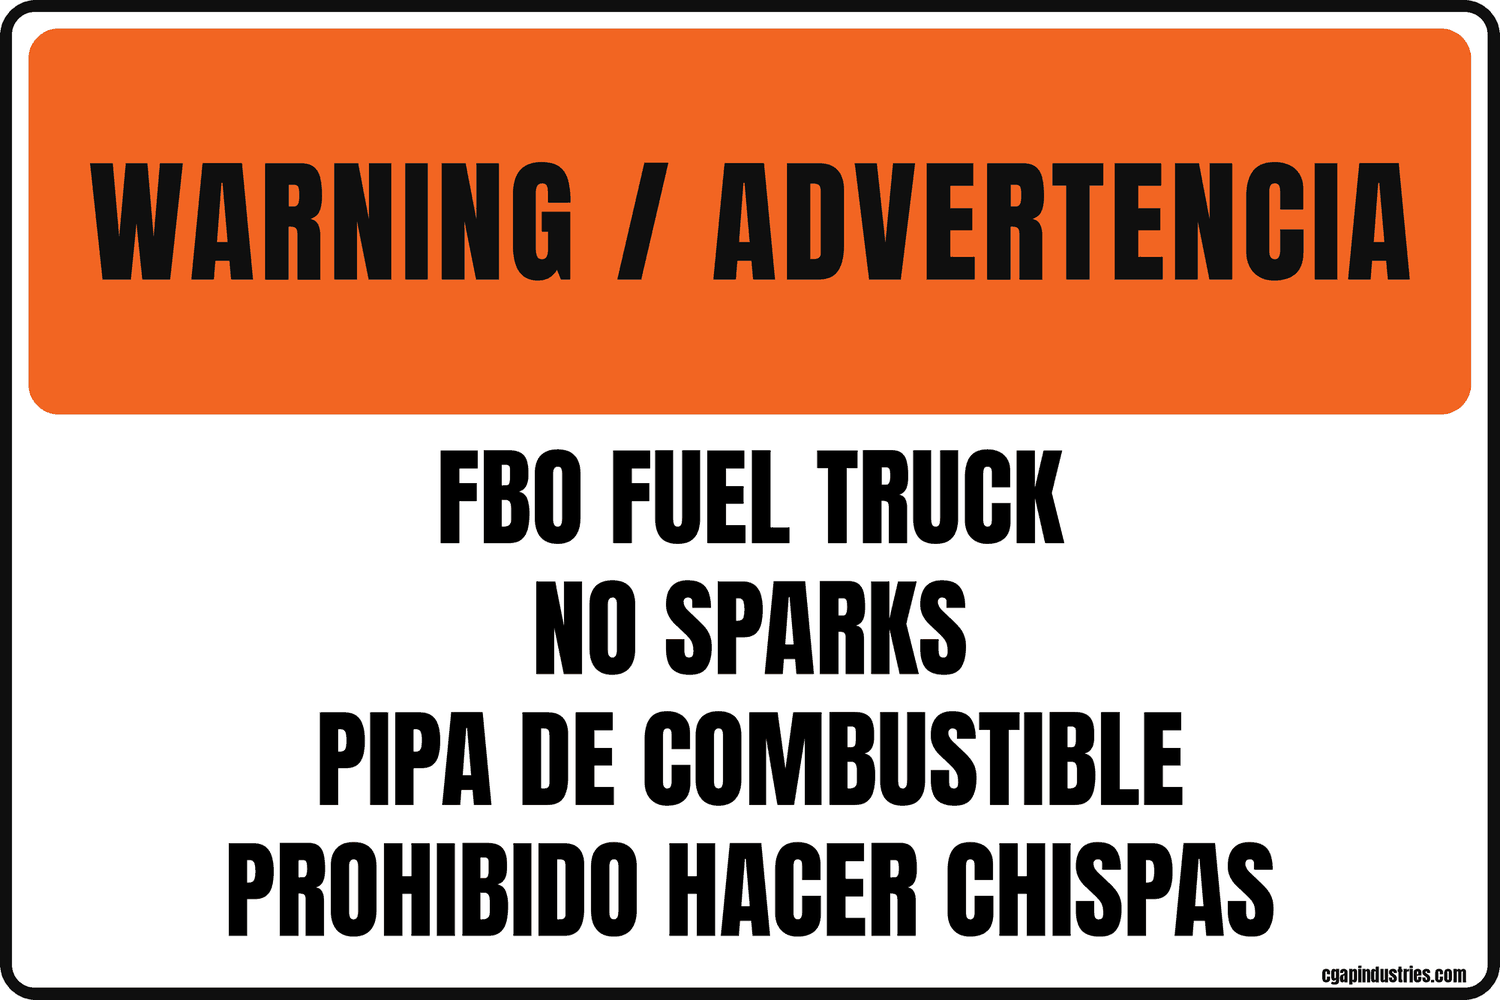 WARNING / ADVERTENCIA
FBO FUEL TRUCK
NO SPARKS
PIPA DE COMBUSTIBLE
PROHIBIDO HACER CHISPAS
cgapindustries.com